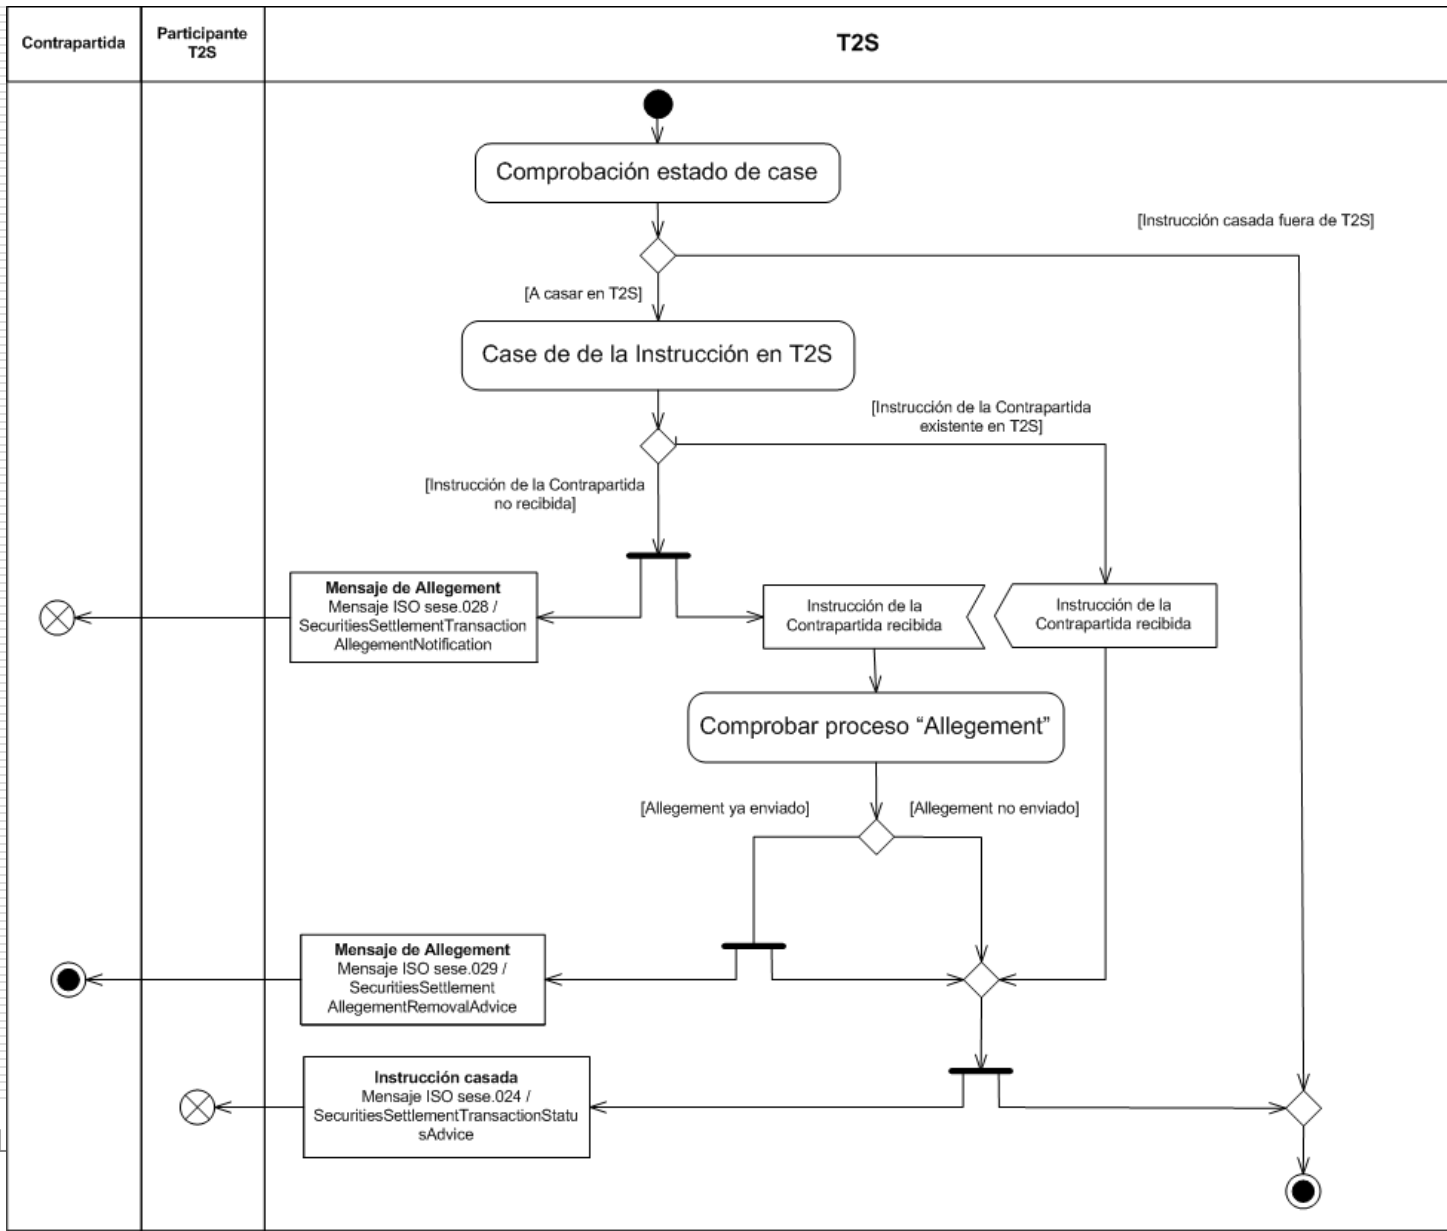 Contrapartida
Participante
T2S
T2S
Comprobación estado de case
[Instrucción casada fuera de T2S]
[A casar en T2S]
Case de de la Instrucción en T2S
[Instrucción de la Contrapartida
existente en T2S]
[Instrucción de la Contrapartida
no recibida]
Mensaje de Allegement
Mensaje ISO sese.028 /
SecuritiesSettlementTransaction
AllegementNotification
Instrucción de la
Contrapartida recibida
Instrucción de la
Contrapartida recibida
Comprobar proceso “Allegement”
[Allegement ya enviado]
[Allegement no enviado]
Mensaje de Allegement
Mensaje ISO sese.029 /
SecuritiesSettlement
AllegementRemovalAdvice
Instrucción casada
Mensaje ISO sese.024 /
SecuritiesSettlementTransactionStatu
sAdvice